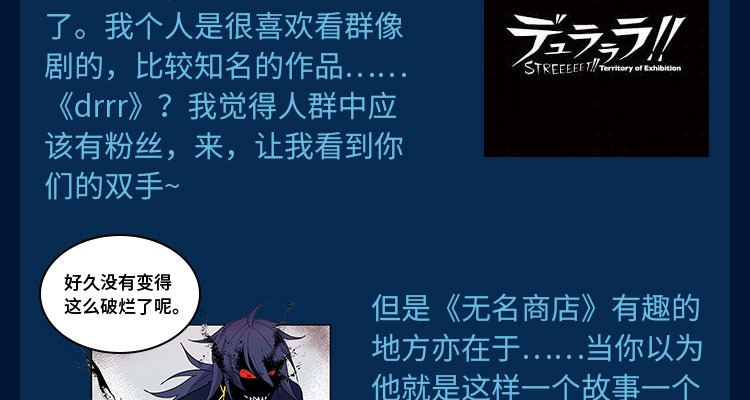 了。我个人是很喜欢看群像
剧的，比较知名的作品……
《drrr》？我觉得人群中应
该有粉丝，来，让我看到你
们的双手~
デュラララ!!
STREEEEET!! Territory of Exhibition
好久没有变得
这么破烂了呢。
但是《无名商店》有趣的
地方亦在于……当你以为
他就是这样一个故事一个